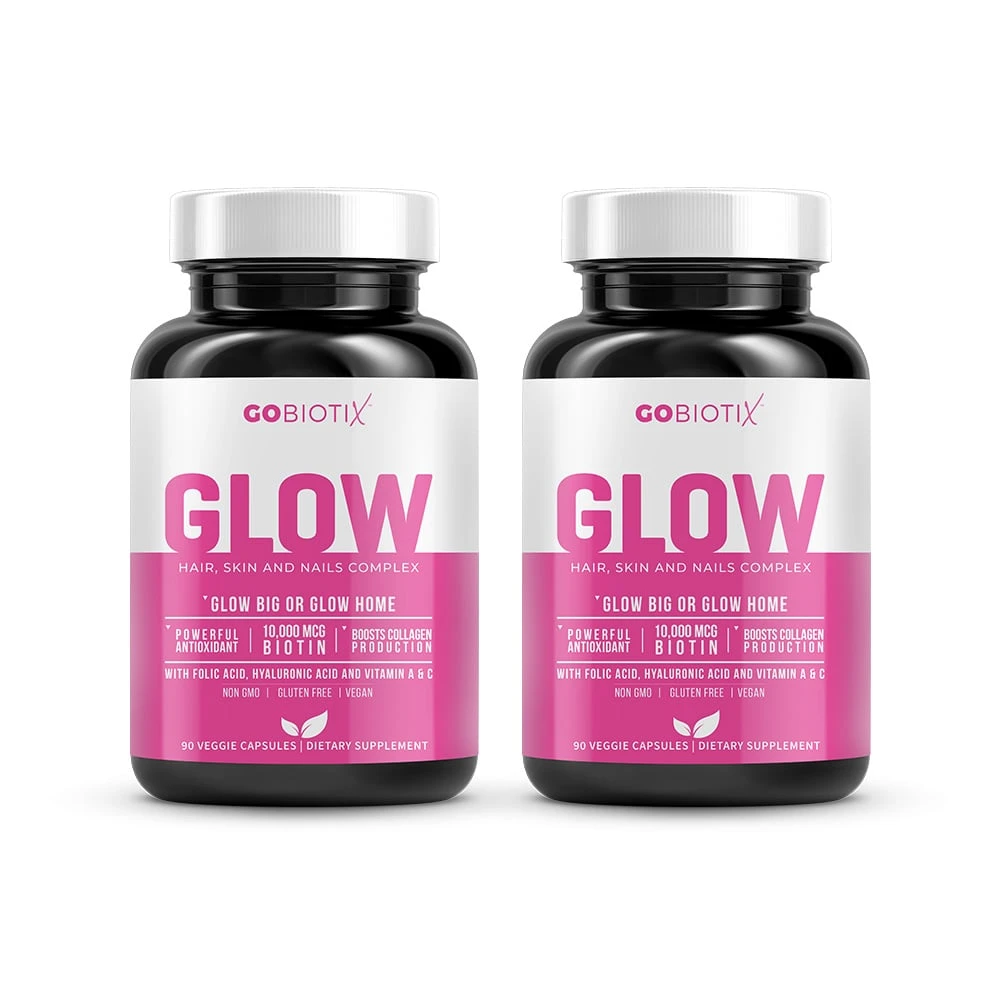 GOBIOTIX™
GLOW
HAIR, SKIN AND NAILS COMPLEX
GLOW BIG OR GLOW HOME
POWERFUL ANTIOXIDANT | 10,000 MCG BIOTIN | BOOSTS COLLAGEN PRODUCTION
WITH FOLIC ACID, HYALURONIC ACID AND VITAMIN A & C
NON GMO | GLUTEN FREE | VEGAN
90 VEGGIE CAPSULES | DIETARY SUPPLEMENT
GOBIOTIX™
GLOW
HAIR, SKIN AND NAILS COMPLEX
GLOW BIG OR GLOW HOME
POWERFUL ANTIOXIDANT | 10,000 MCG BIOTIN | BOOSTS COLLAGEN PRODUCTION
WITH FOLIC ACID, HYALURONIC ACID AND VITAMIN A & C
NON GMO | GLUTEN FREE | VEGAN
90 VEGGIE CAPSULES | DIETARY SUPPLEMENT